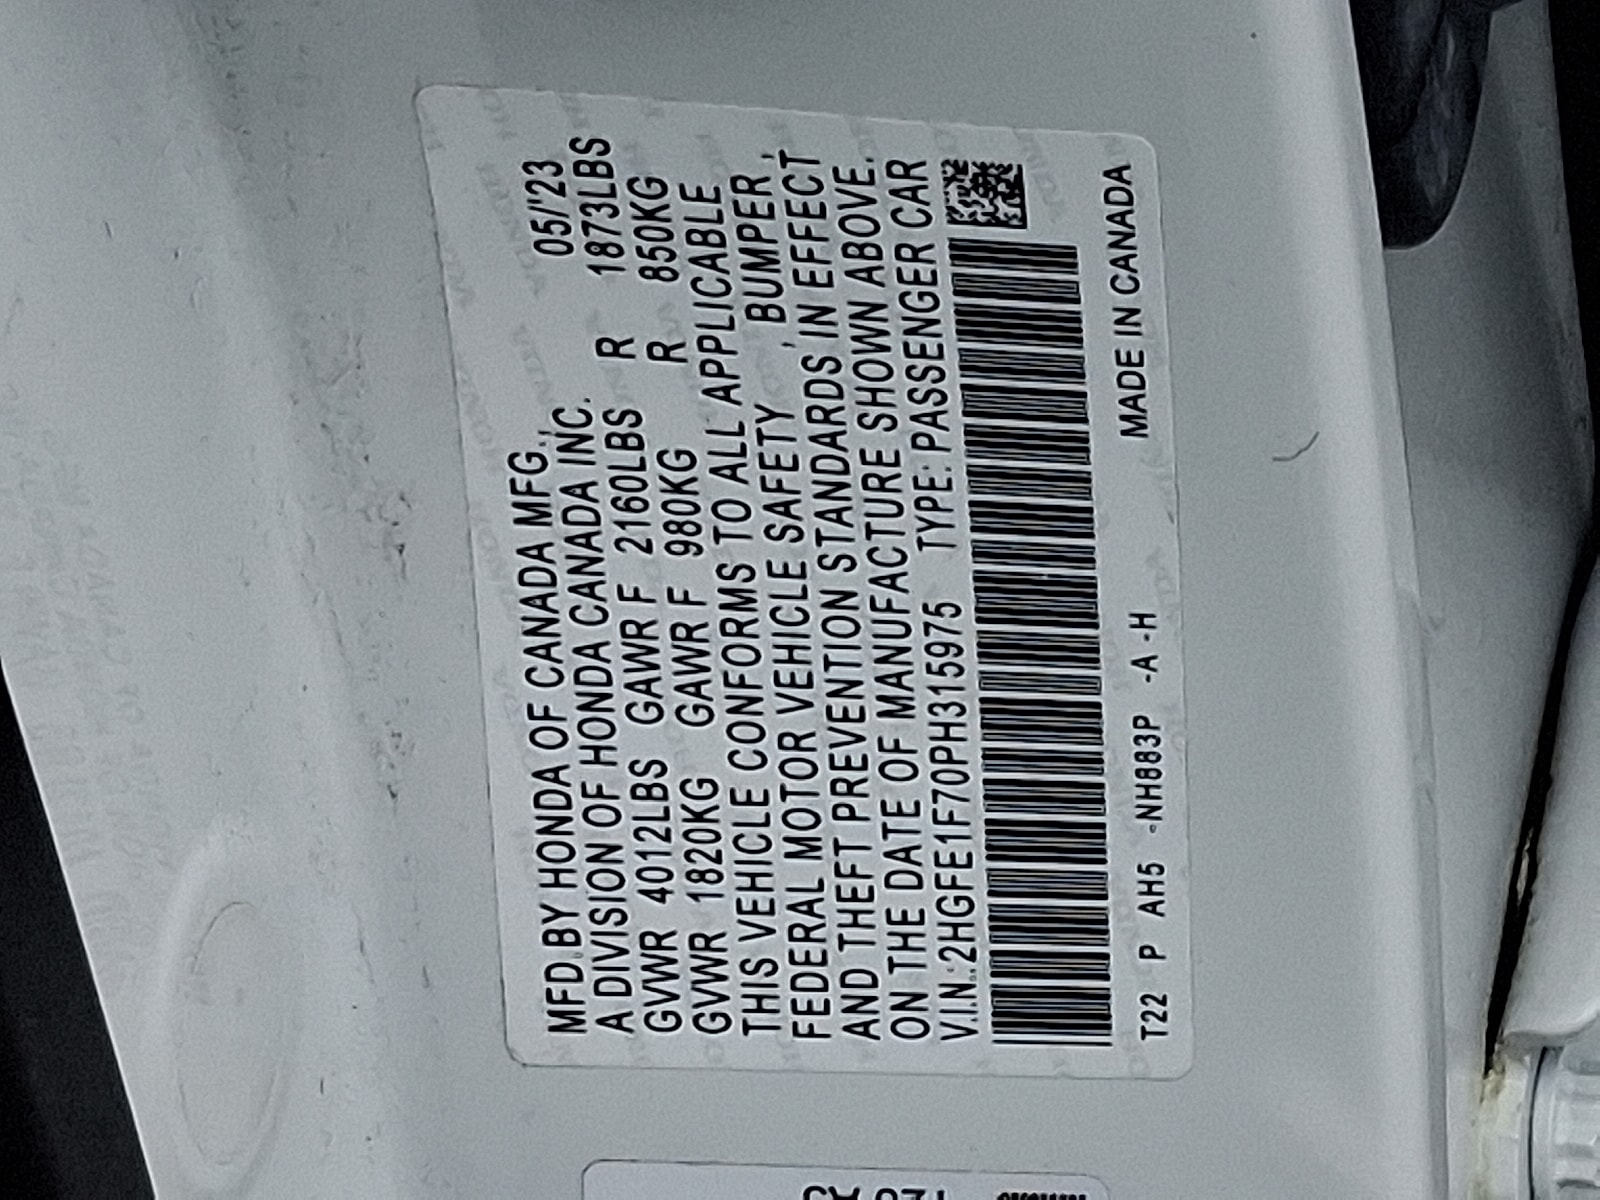 MFD.BY HONDA OF CANADA MFG., 05/'23
A DIVISION OF HONDA CANADA INC.
GVWR 4012LBS GAWR F 2160LBS R 1873LBS
GVWR 1820KG GAWR F 980KG R 850KG
THIS VEHICLE CONFORMS TO ALL APPLICABLE
FEDERAL MOTOR VEHICLE SAFETY , BUMPER,
AND THEFT PREVENTION STANDARDS IN EFFECT
ON THE DATE OF MANUFACTURE SHOWN ABOVE.
V.I.N.:2HGFE1F70PH315975 TYPE: PASSENGER CAR
T22 P AH5 -NH883P -A -H MADE IN CANADA